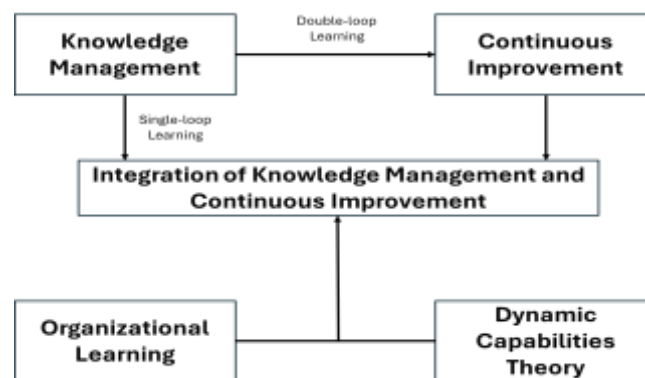 Knowledge
Management
Double-loop
Learning
Continuous
Improvement
Single-loop
Learning
Integration of Knowledge Management and
Continuous Improvement
Organizational
Learning
Dynamic
Capabilities
Theory